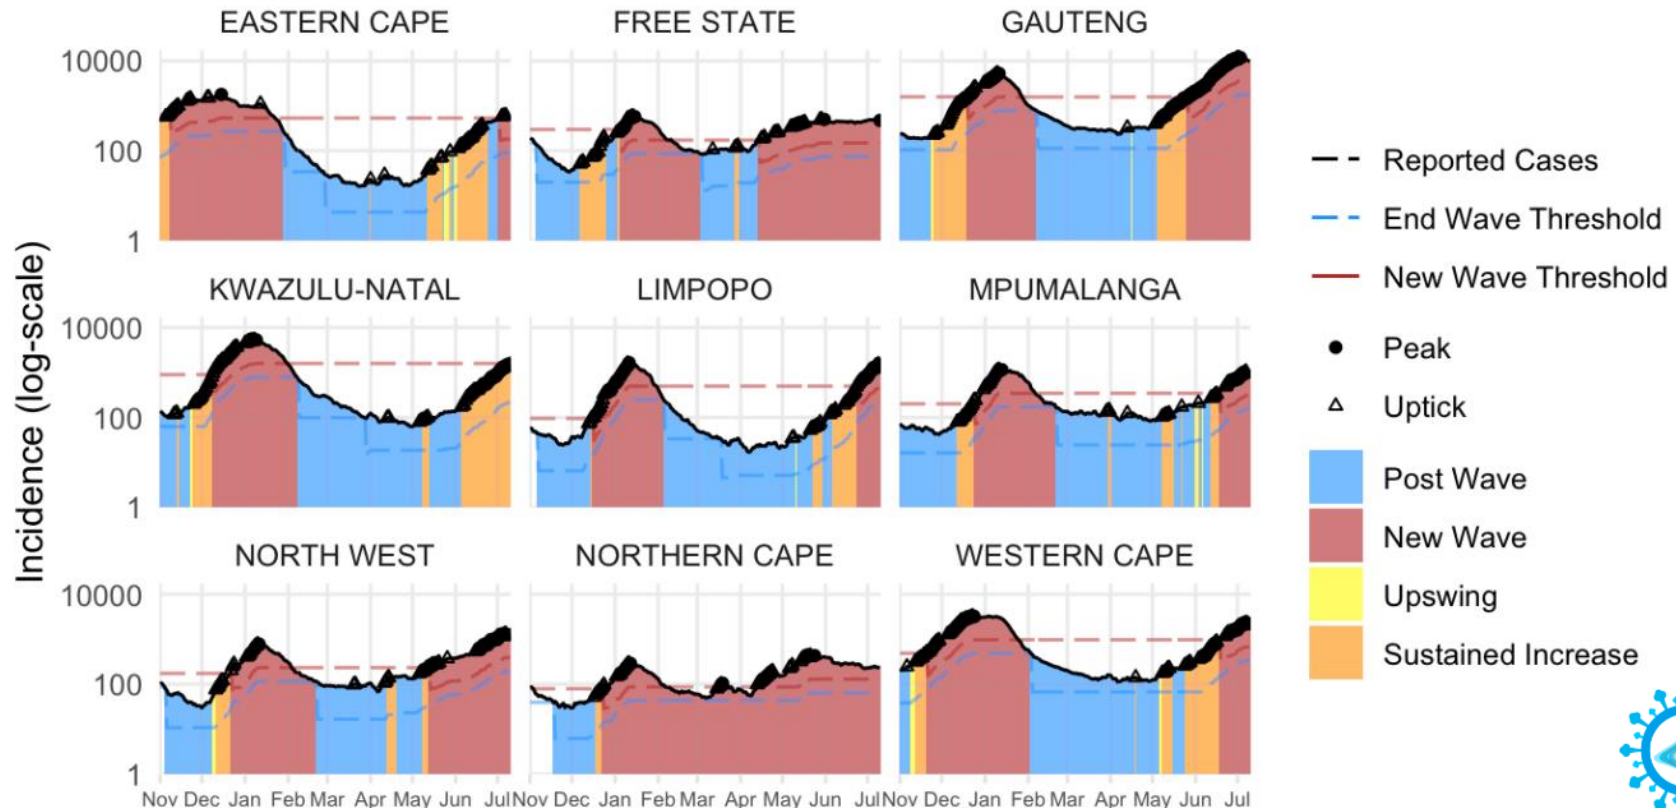 EASTERN CAPE
FREE STATE
GAUTENG
10000
100
1
KWAZULU-NATAL
LIMPOPO
MPUMALANGA
10000
100
1
NORTH WEST
NORTHERN CAPE
WESTERN CAPE
10000
100
1
Nov Dec Jan Feb Mar Apr May Jun Jul
Nov Dec Jan Feb Mar Apr May Jun Jul
Nov Dec Jan Feb Mar Apr May Jun Jul
Incidence (log-scale)
Reported Cases
End Wave Threshold
New Wave Threshold
Peak
Uptick
Post Wave
New Wave
Upswing
Sustained Increase